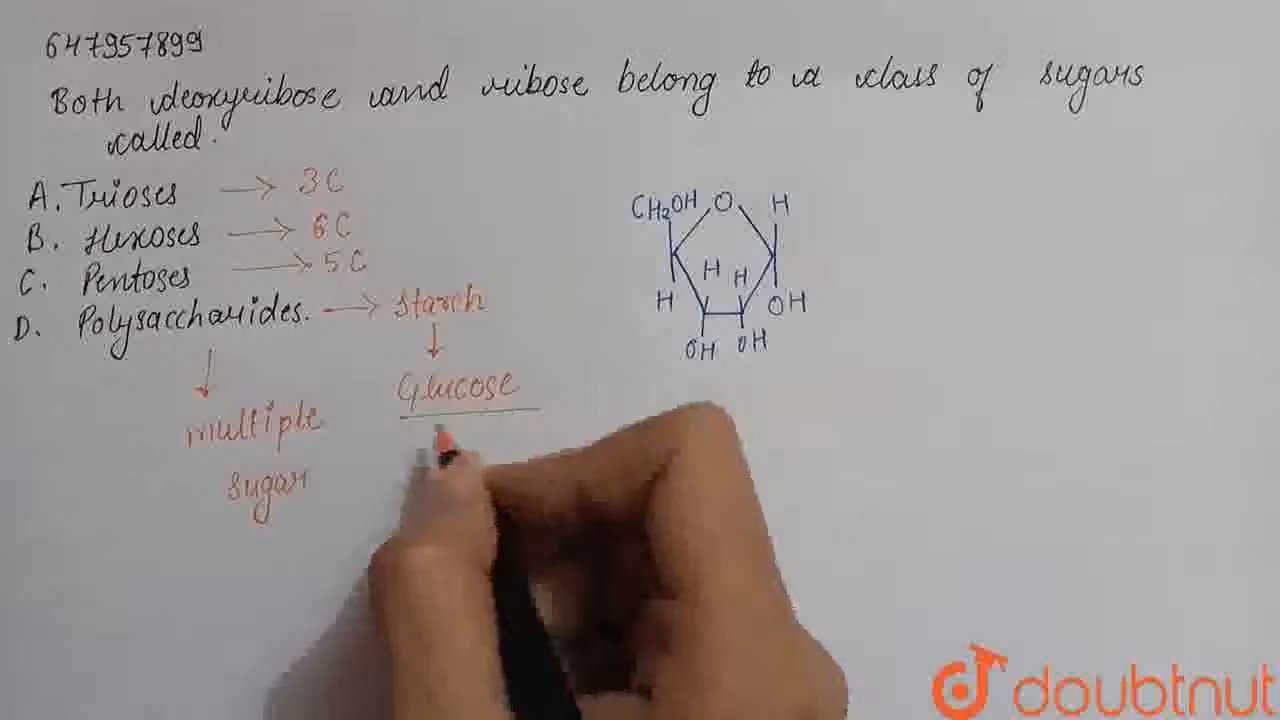 647957899
Both deoxyribose and ribose belong to a class of sugars
called.
A. Trioses → 3C
B. Hexoses → 6C
C. Pentoses → 5C
D. Polysaccharides. → starch
↓ ↓
Glucose
multiple
sugar
CH₂OH O H
H H
H OH
OH OH
doubtnut